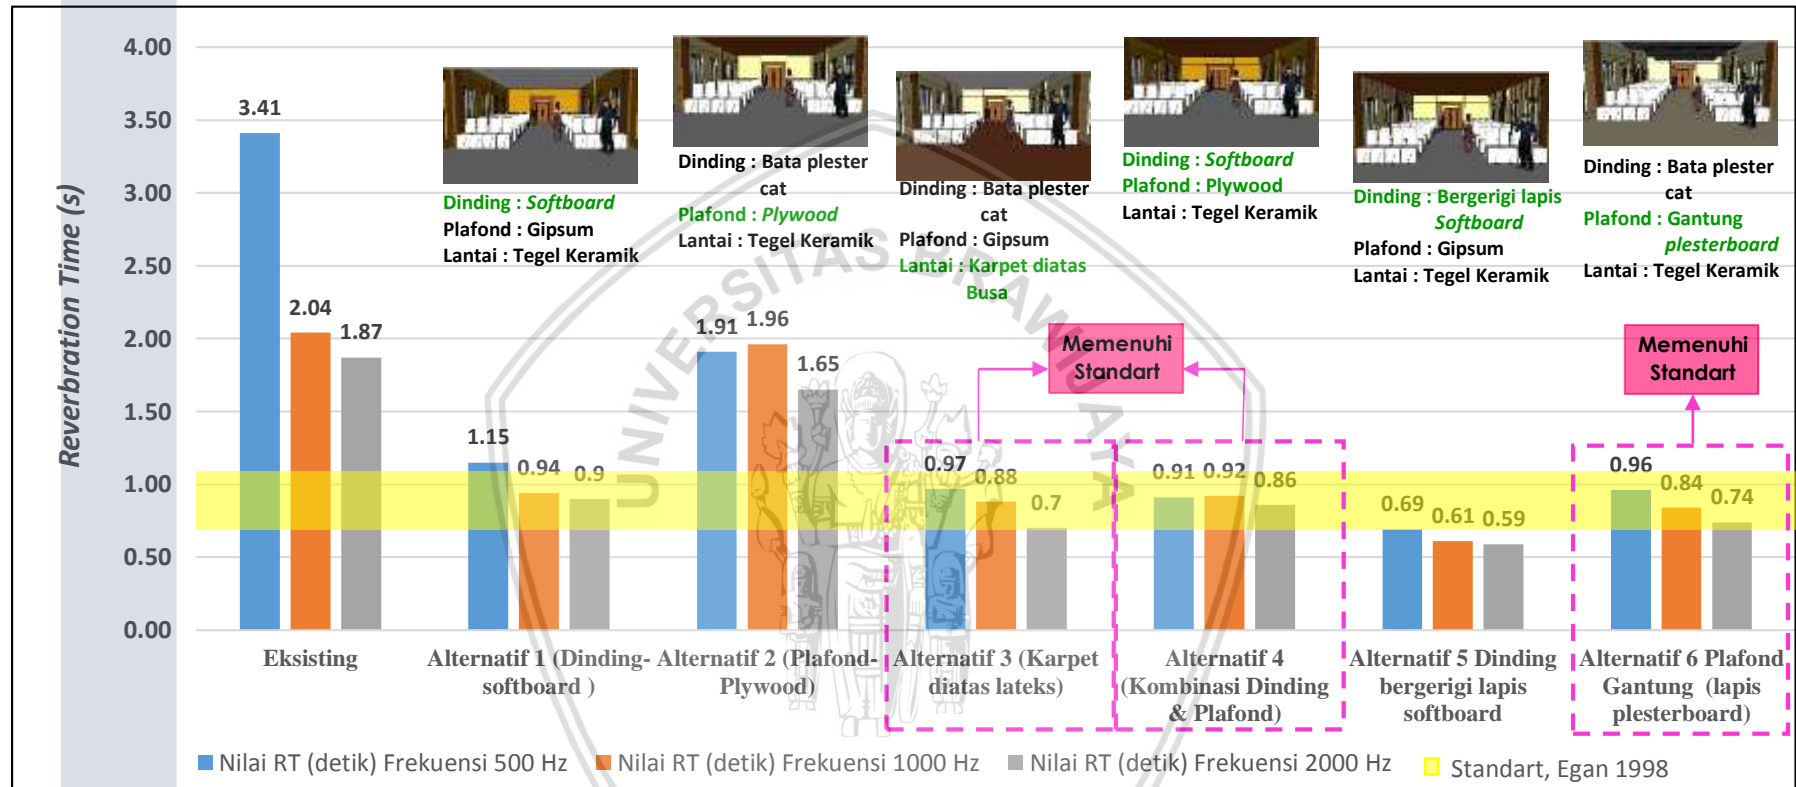 Reverbration Time (s)
4.00
3.50
3.00
2.50
2.00
1.50
1.00
0.50
0.00
3.41
2.04
1.87
1.15
0.94
0.9
1.91
1.96
1.65
0.97
0.88
0.7
0.91
0.92
0.86
0.69
0.61
0.59
0.96
0.84
0.74
Dinding : Softboard
Plafond : Gipsum
Lantai : Tegel Keramik
Dinding : Bata plester
cat
Plafond : Plywood
Lantai : Tegel Keramik
Dinding : Bata plester
cat
Plafond : Gipsum
Lantai : Karpet diatas
Busa
Dinding : Softboard
Plafond : Plywood
Lantai : Tegel Keramik
Dinding : Bergerigi lapis
Softboard
Plafond : Gipsum
Lantai : Tegel Keramik
Dinding : Bata plester
cat
Plafond : Gantung
plesterboard
Lantai : Tegel Keramik
Memenuhi
Standart
Memenuhi
Standart
UNIVERSITAS BRAWIJAYA
Eksisting
Alternatif 1 (Dinding-
softboard )
Alternatif 2 (Plafond-
Plywood)
Alternatif 3 (Karpet
diatas lateks)
Alternatif 4
(Kombinasi Dinding
& Plafond)
Alternatif 5 Dinding
bergerigi lapis
softboard
Alternatif 6 Plafond
Gantung (lapis
plesterboard)
Nilai RT (detik) Frekuensi 500 Hz
Nilai RT (detik) Frekuensi 1000 Hz
Nilai RT (detik) Frekuensi 2000 Hz
Standart, Egan 1998